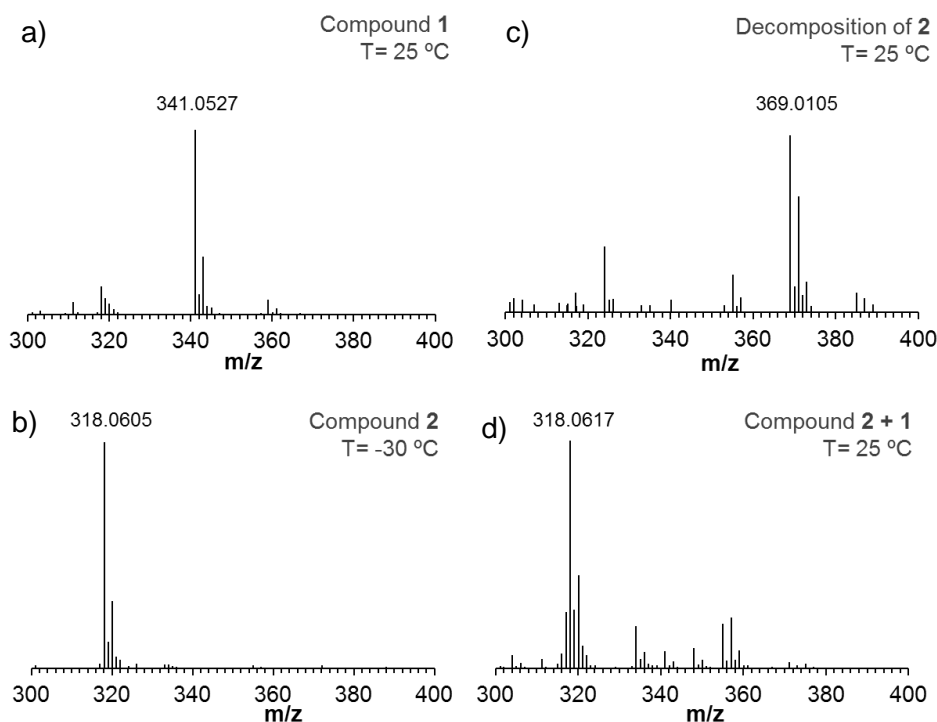 a)
Compound 1
T= 25 ºC
341.0527
300 320 340 360 380 400
m/z
c)
Decomposition of 2
T= 25 ºC
369.0105
300 320 340 360 380 400
m/z
b)
318.0605
Compound 2
T= -30 ºC
300 320 340 360 380 400
m/z
d)
318.0617
Compound 2 + 1
T= 25 ºC
300 320 340 360 380 400
m/z